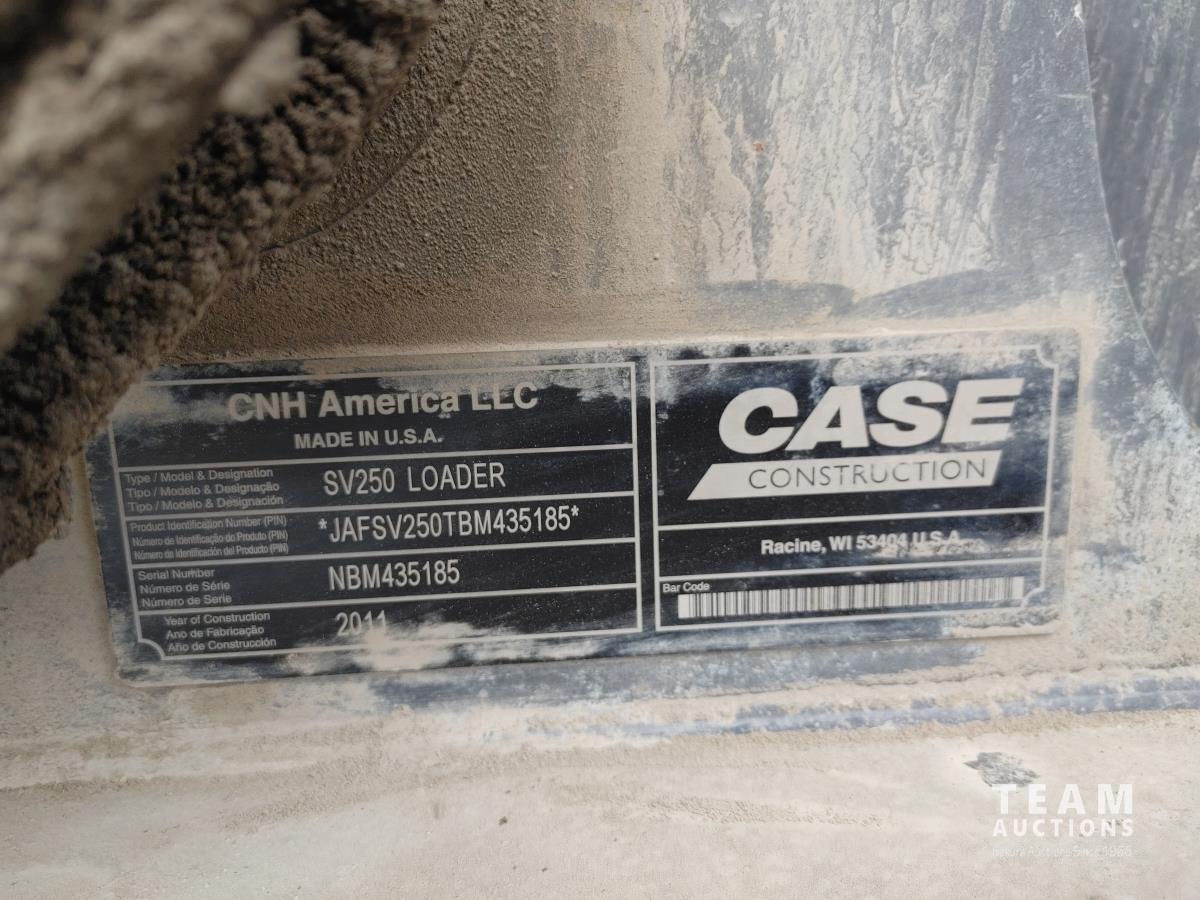 CNH America LLC
MADE IN U.S.A.
Type / Model & Designation
Tipo / Modelo & Designação
Tipo / Modelo & Designación
SV250 LOADER
Product Identification Number (PIN)
Número de Identificação do Produto (PIN)
Número de Identificación del Producto (PIN)
*JAFSV250TBM435185*
Serial Number
Número de Série
Número de Serie
NBM435185
Year of Construction
Ano de Fabricação
Año de Construcción
2011
CASE
CONSTRUCTION
Racine, WI 53404 U.S.A.
Bar Code
TEAM
AUCTIONS
Auctions Since 1966